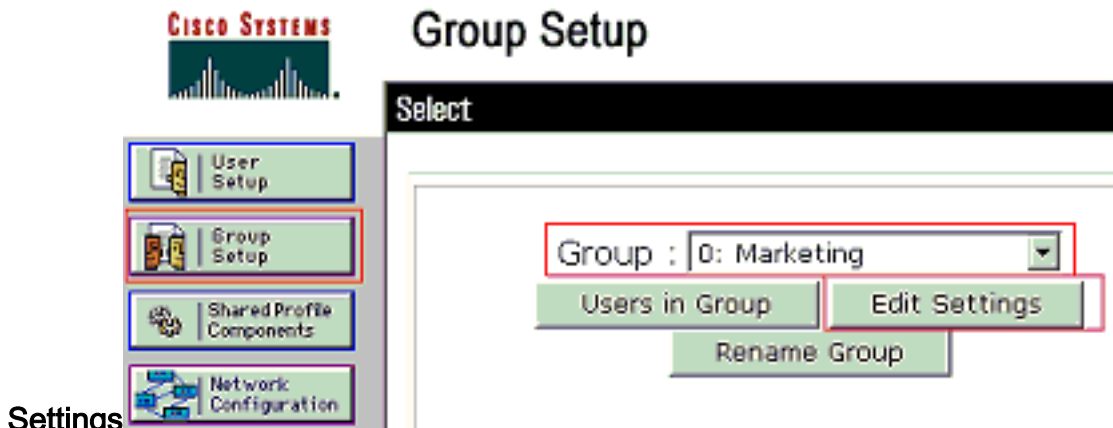 CISCO SYSTEMS
Group Setup
Select
User
Setup
Group
Setup
Shared Profile
Components
Network
Configuration
Group : 0: Marketing
Users in Group
Edit Settings
Rename Group
Settings